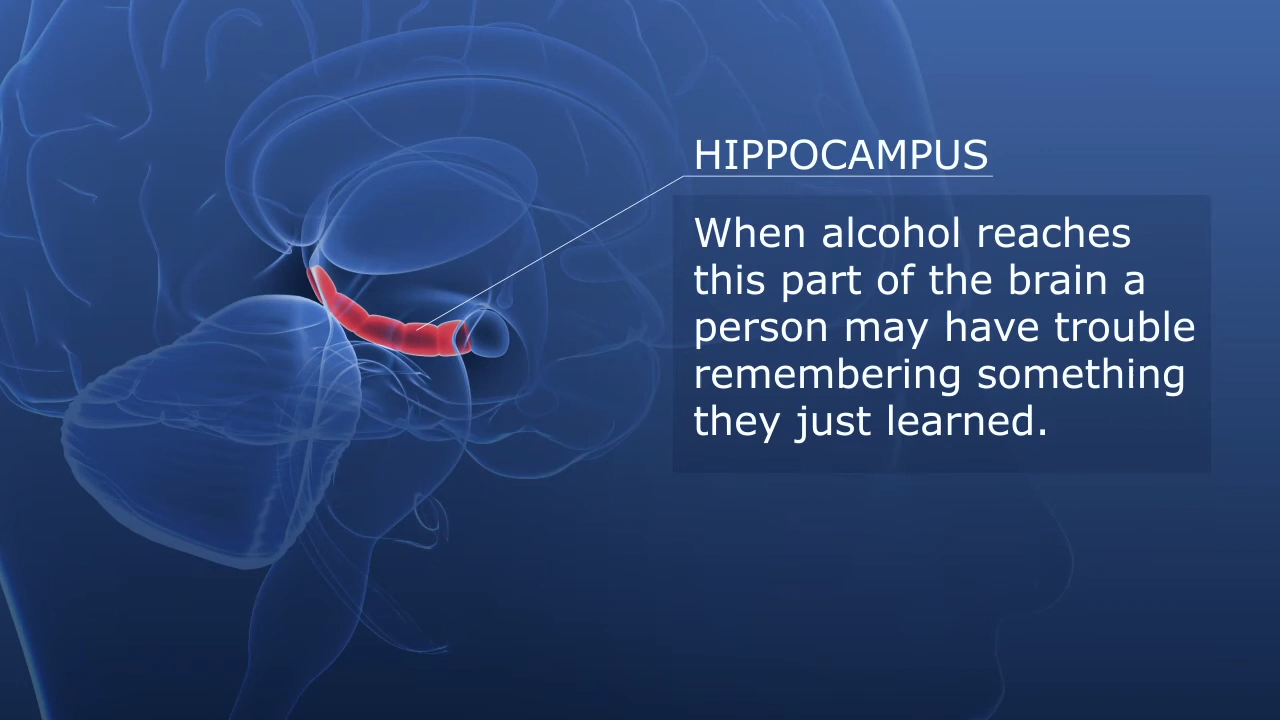 HIPPOCAMPUS
When alcohol reaches
this part of the brain a
person may have trouble
remembering something
they just learned.